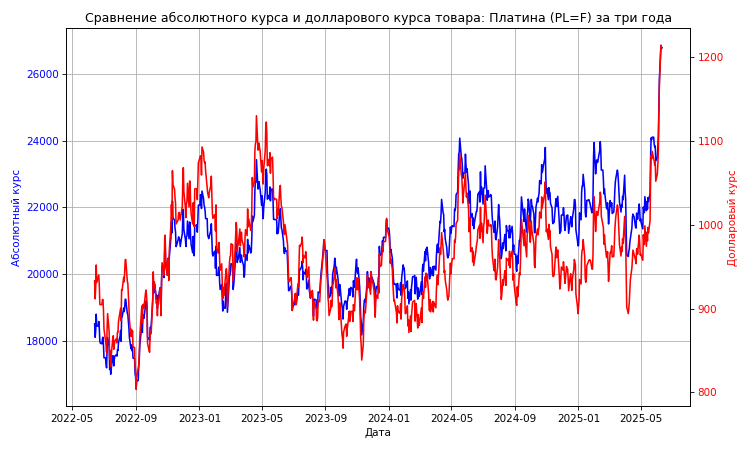 Сравнение абсолютного курса и долларового курса товара: Платина (PL=F) за три года
Абсолютный курс
26000
24000
22000
20000
18000
1200
1100
1000
900
800
Долларовый курс
2022-05 2022-09 2023-01 2023-05 2023-09 2024-01 2024-05 2024-09 2025-01 2025-05
Дата